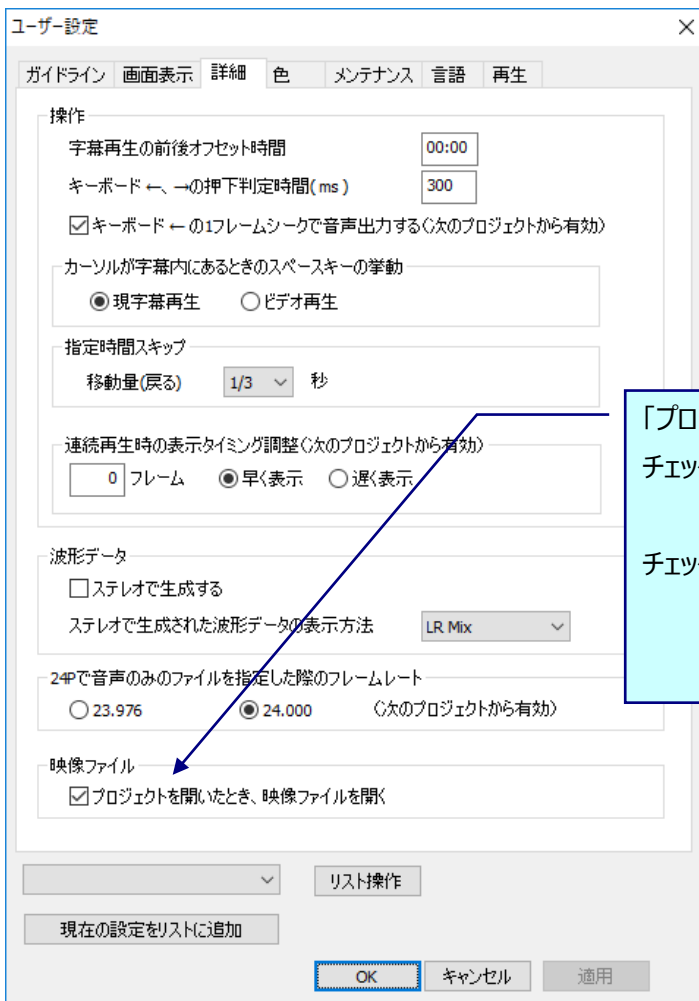 ユーザー設定
ガイドライン 画面表示 詳細 色 メンテナンス 言語 再生
操作
字幕再生の前後オフセット時間 00:00
キーボード ←、→の押下判定時間(ms) 300
キーボード ← の1フレームシークで音声出力する(次のプロジェクトから有効)
カーソルが字幕内にあるときのスペースキーの挙動
現字幕再生 ビデオ再生
指定時間スキップ
移動量(戻る) 1/3 秒
「プロ
チェッ
連続再生時の表示タイミング調整(次のプロジェクトから有効)
0 フレーム 早く表示 遅く表示
チェッ
波形データ
ステレオで生成する
ステレオで生成された波形データの表示方法 LR Mix
24Pで音声のみのファイルを指定した際のフレームレート
23.976 24.000 (次のプロジェクトから有効)
映像ファイル
プロジェクトを開いたとき、映像ファイルを開く
リスト操作
現在の設定をリストに追加
OK キャンセル 適用